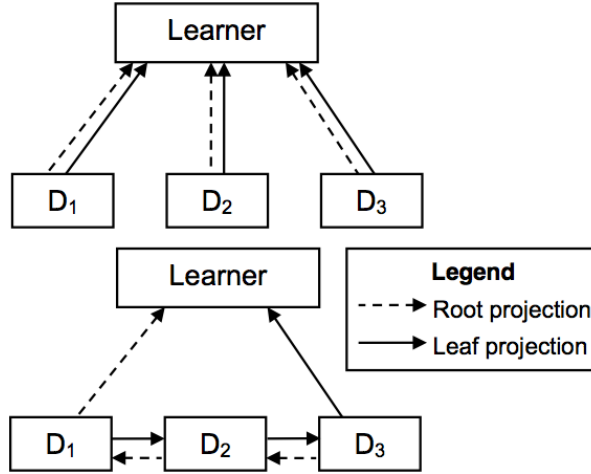 Learner
D1 D2 D3
Learner
Legend
Root projection
Leaf projection
D1 D2 D3